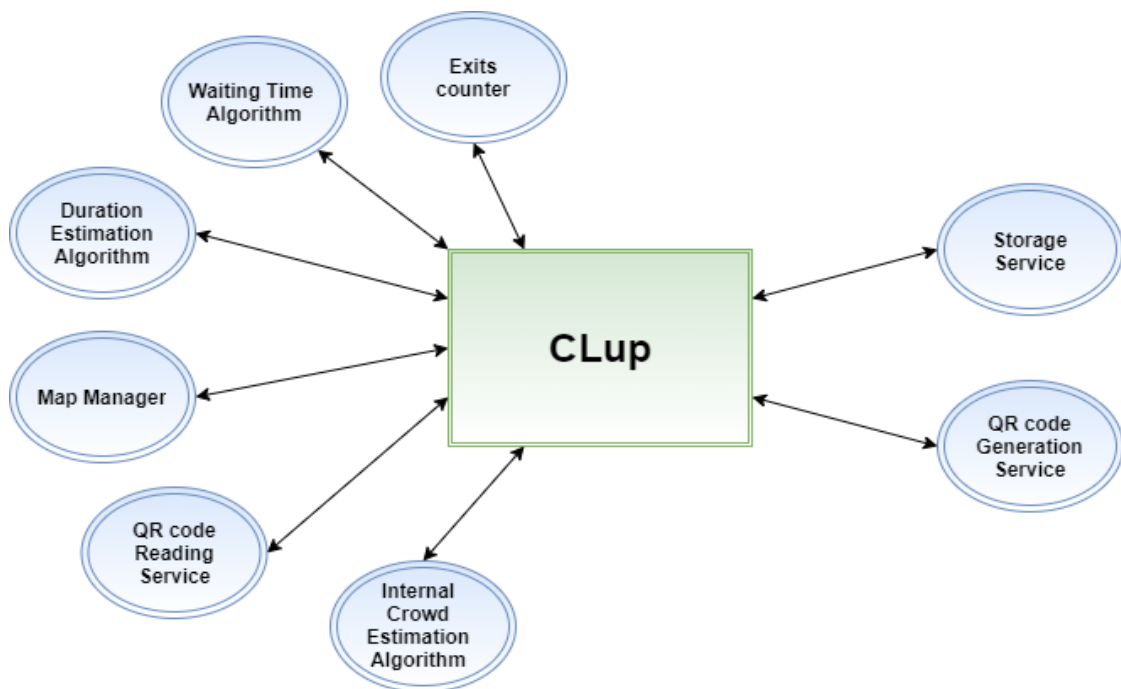 Exits
counter
Waiting Time
Algorithm
Duration
Estimation
Algorithm
Storage
Service
CLup
Map Manager
QR code
Generation
Service
QR code
Reading
Service
Internal
Crowd
Estimation
Algorithm